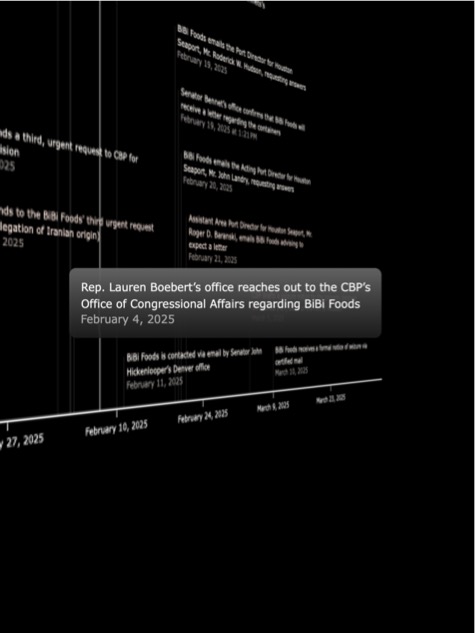 BiBi Foods emails the Port Director for Houston
Seaport, Mr. Roderick W. Hudson, requesting answers
February 19, 2025
Senator Bennet's office confirms that BiBi Foods will
receive a letter regarding the containers
February 19, 2025 at 1:21 PM
nds a third, urgent request to CBP for
ision
025
BiBi Foods emails the Acting Port Director for Houston
Seaport, Mr. John Landry, requesting answers
February 20, 2025
nds to the BiBi Foods' third urgent request
legation of Iranian origin]
2025
Assistant Area Port Director for Houston Seaport, Mr.
Roger D. emails BiBi Foods advising to
expect a letter
February 21, 2025
Rep. Lauren Boebert's office reaches out to the CBP's
Office of Congressional Affairs regarding BiBi Foods
February 4, 2025
BiBi Foods is contacted via email by Senator John
Hickenlooper's Denver office
February 11, 2025
BiBi Foods receives a formal notice of seizure via
certified mail
March 10, 2025
y 27, 2025
February 10, 2025
February 24, 2025
March 9, 2025
March 23, 2025